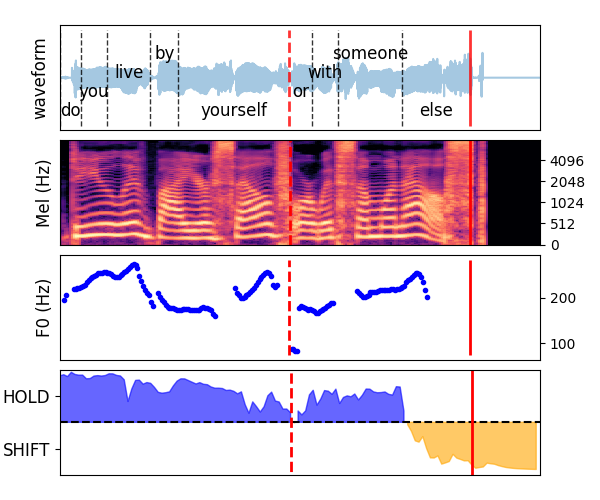 waveform
by
someone
live
with
you
or
do
yourself
else
Mel (Hz)
4096
2048
1024
512
0
F0 (Hz)
200
100
HOLD
SHIFT